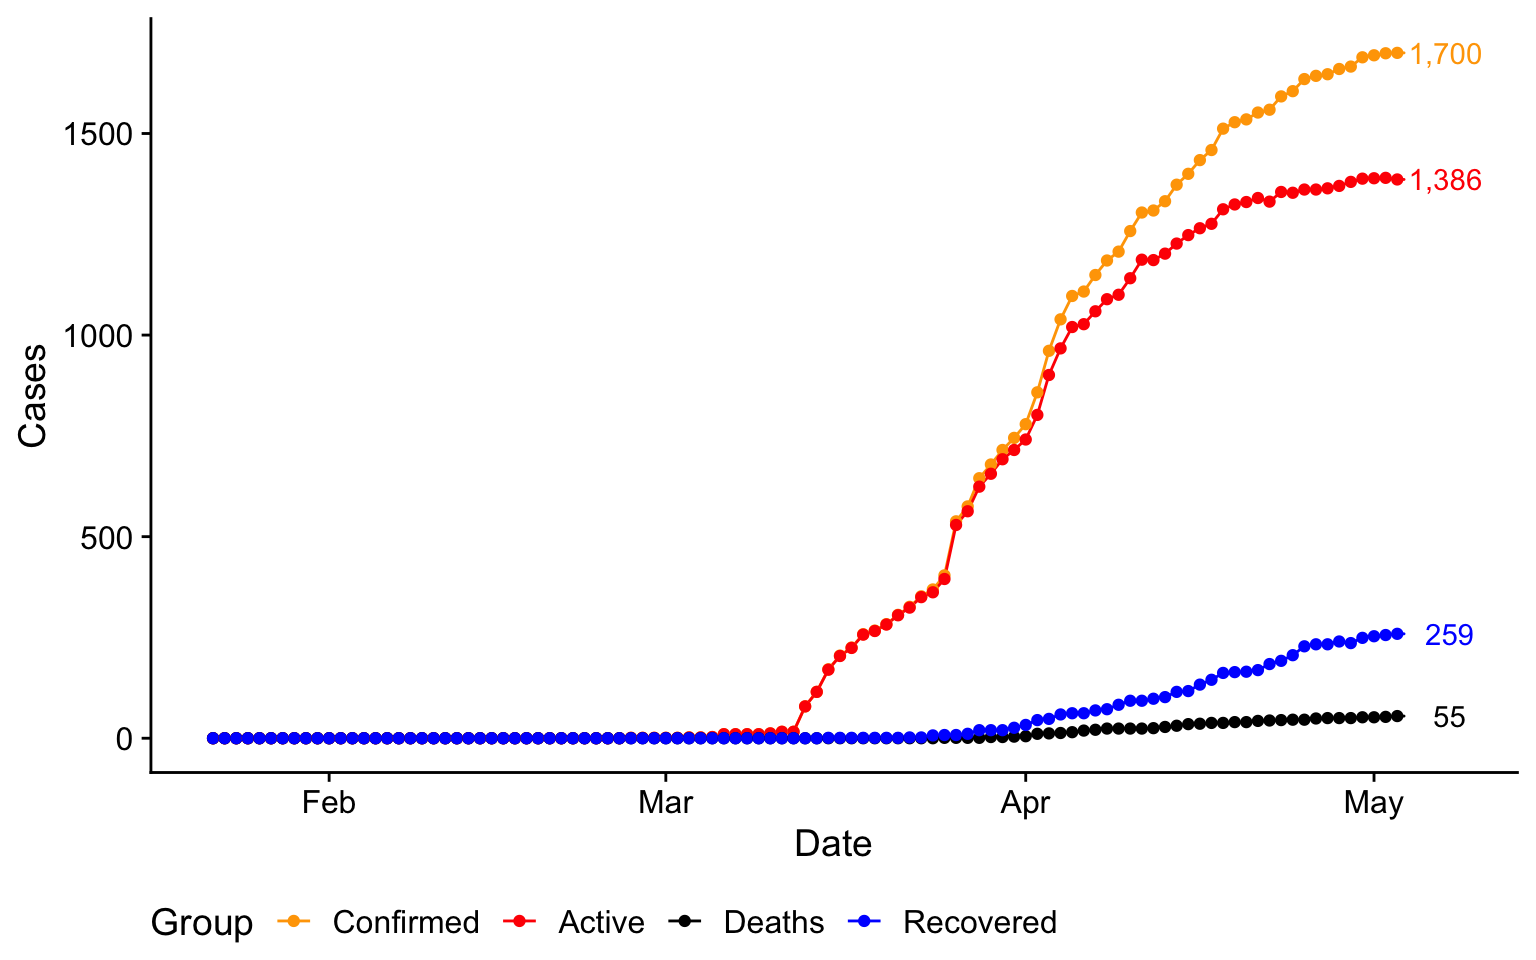 1,700
1500
1,386
1000
Cases
500
259
55
0
Feb Mar Apr May
Date
Group Confirmed Active Deaths Recovered